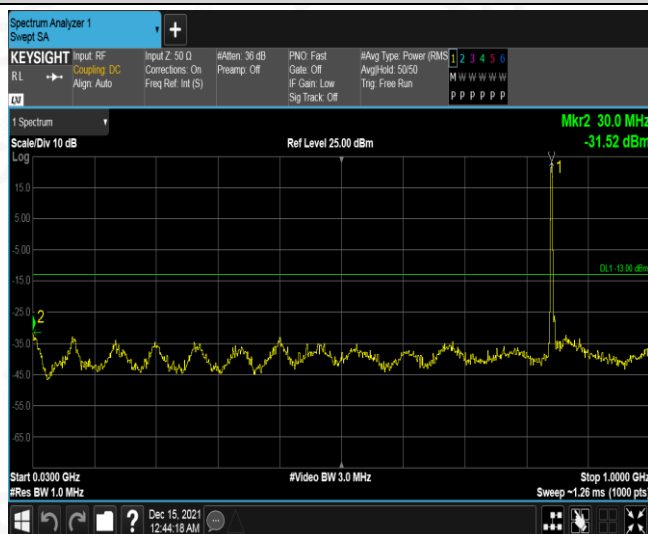 Spectrum Analyzer 1
Swept SA
+
KEYSIGHT
RL
LXI
Input: RF
Coupling: DC
Align: Auto
Input Z: 50 Ω
Corrections: On
Freq Ref: Int (S)
#Atten: 36 dB
Preamp: Off
PNO: Fast
Gate: Off
IF Gain: Low
Sig Track: Off
#Avg Type: Power (RMS
Avg|Hold: 50/50
Trig: Free Run
1 2 3 4 5 6
M W W W W W
P P P P P P
1 Spectrum
Scale/Div 10 dB
Ref Level 25.00 dBm
Mkr2 30.0 MHz
-31.52 dBm
Log
1
15.0
5.00
-5.00
DL1 -13.00 dBm
-15.0
-25.0
2
-35.0
-45.0
-55.0
-65.0
Start 0.0300 GHz
#Video BW 3.0 MHz
Stop 1.0000 GHz
#Res BW 1.0 MHz
Sweep ~1.26 ms (1000 pts)
?
Dec 15, 2021
12:44:18 AM